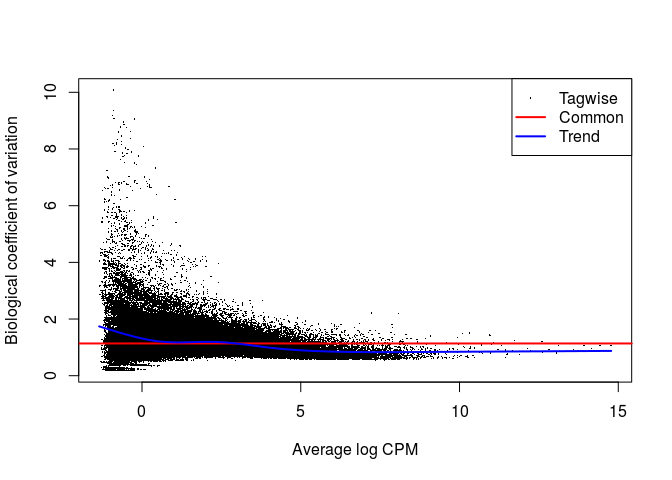 Biological coefficient of variation
10
8
6
4
2
0
Tagwise
Common
Trend
0 5 10 15
Average log CPM